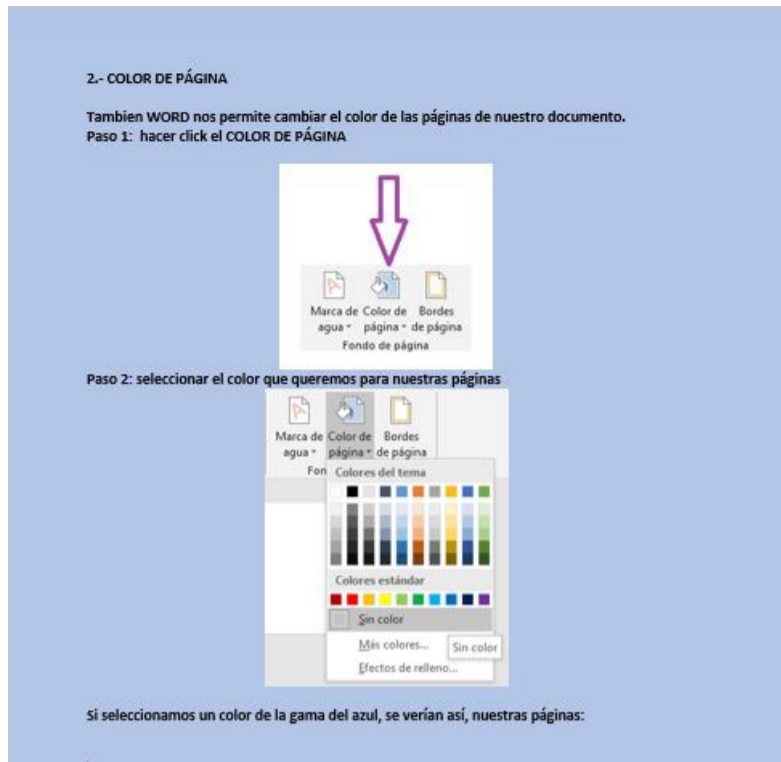 2.- COLOR DE PÁGINA
Tambien WORD nos permite cambiar el color de las páginas de nuestro documento.
Paso 1:  hacer click el COLOR DE PÁGINA
Marca de Color de Bordes
agua página de página
Fondo de página
Paso 2: seleccionar el color que queremos para nuestras páginas
Marca de Color de Bordes
agua página de página
Fon
Colores del tema
Colores estándar
Sin color
Más colores...
Sin color
Efectos de relleno...
Si seleccionamos un color de la gama del azul, se verían así, nuestras páginas: